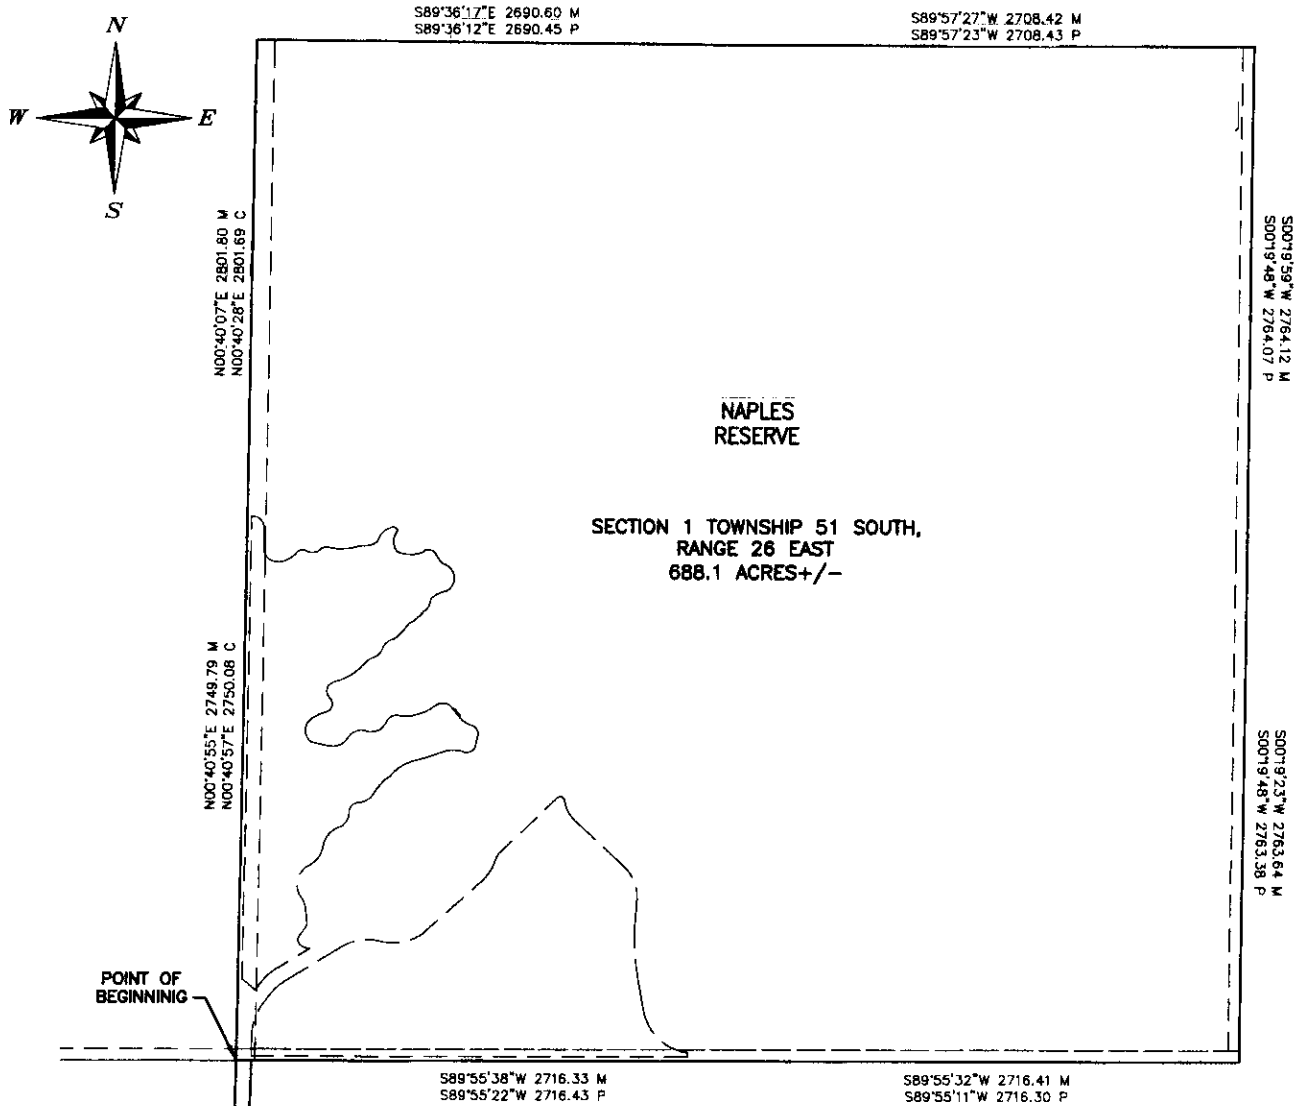 S89°36'17"E 2690.60 M
S89°36'12"E 2690.45 P
S89°57'27"W 2708.42 M
S89°57'23"W 2708.43 P
N
W
E
S
N00°40'07"E 2801.80 M
N00°40'28"E 2801.69 C
S00°19'59"W 2764.12 M
S00°19'48"W 2764.07 P
NAPLES
RESERVE
SECTION 1 TOWNSHIP 51 SOUTH,
RANGE 26 EAST
688.1 ACRES+/-
N00°40'55"E 2749.79 M
N00°40'57"E 2750.08 C
S00°19'23"W 2763.64 M
S00°19'48"W 2763.38 P
POINT OF
BEGINNINIG
S89°55'38"W 2716.33 M
S89°55'22"W 2716.43 P
S89°55'32"W 2716.41 M
S89°55'11"W 2716.30 P